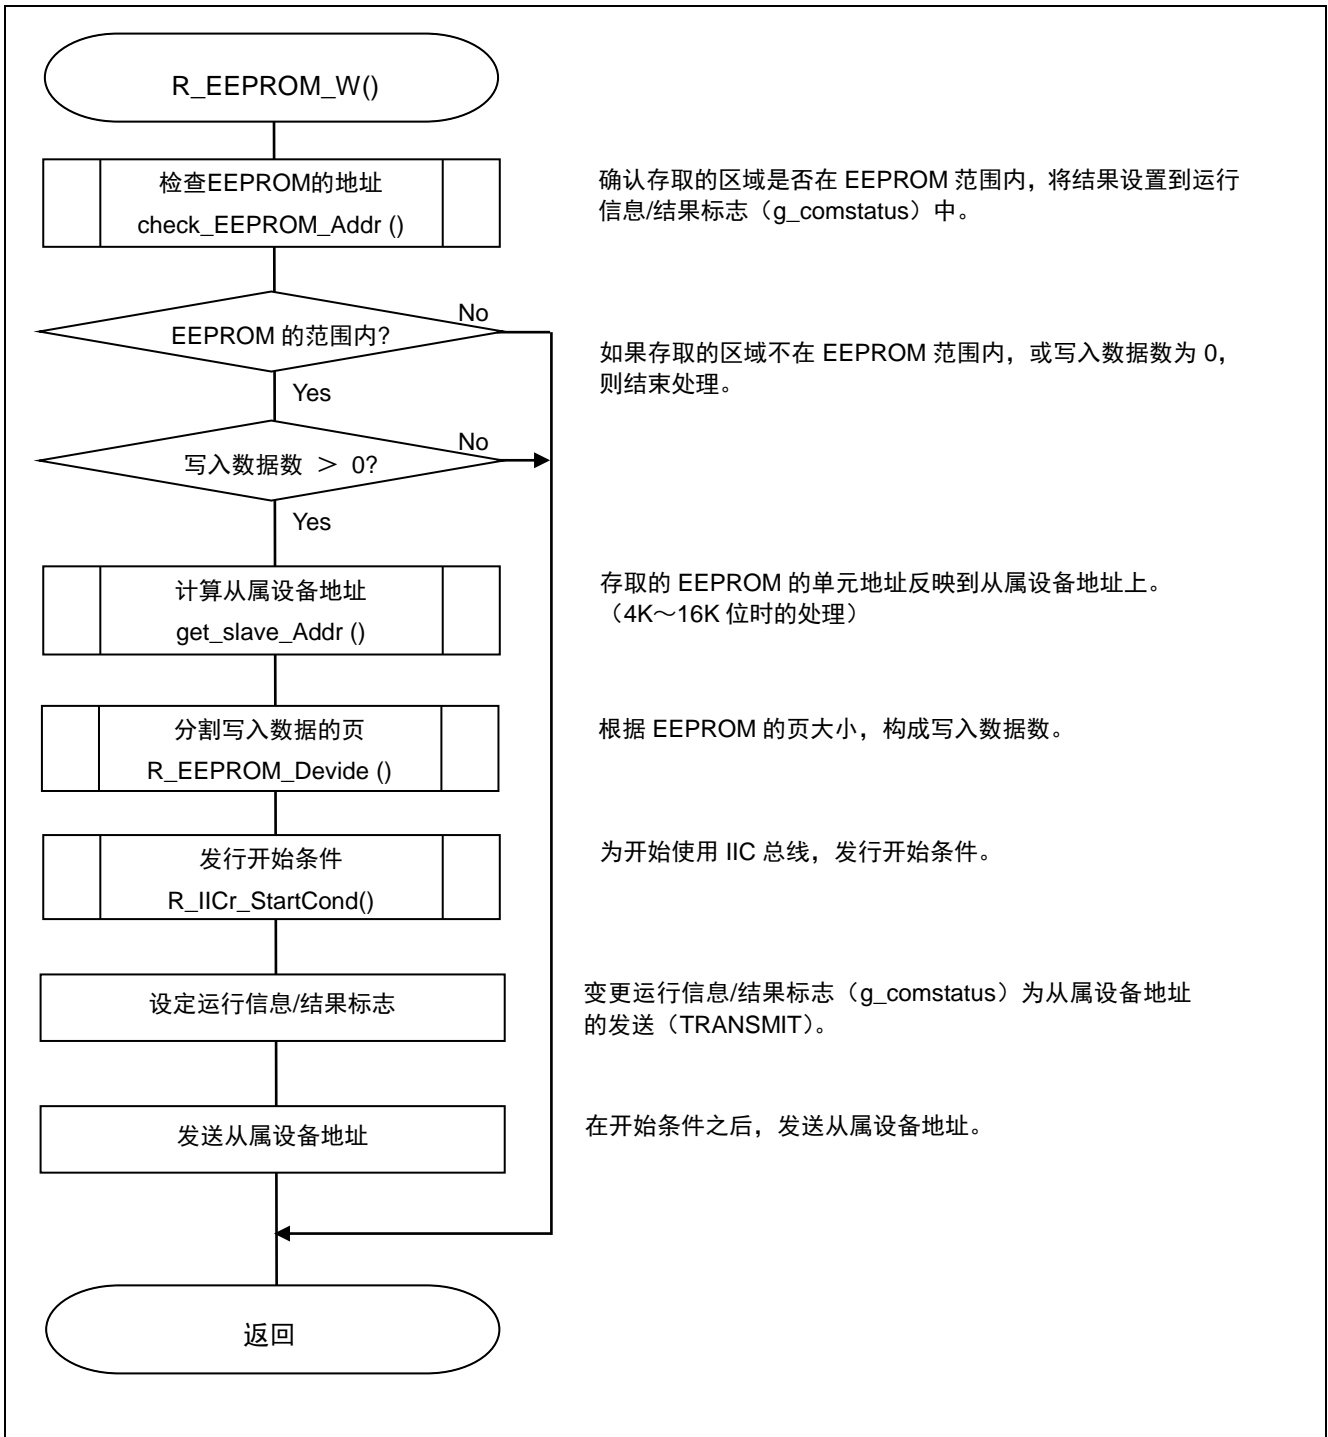 R_EEPROM_W()
检查EEPROM的地址
check_EEPROM_Addr ()
确认存取的区域是否在 EEPROM 范围内，将结果设置到运行
信息/结果标志（g_comstatus）中。
No
EEPROM 的范围内?
Yes
如果存取的区域不在 EEPROM 范围内，或写入数据数为 0，
则结束处理。
No
写入数据数 ＞ 0?
Yes
计算从属设备地址
get_slave_Addr ()
存取的 EEPROM 的单元地址反映到从属设备地址上。
（4K～16K 位时的处理）
分割写入数据的页
R_EEPROM_Devide ()
根据 EEPROM 的页大小，构成写入数据数。
发行开始条件
R_IICr_StartCond()
为开始使用 IIC 总线，发行开始条件。
设定运行信息/结果标志
变更运行信息/结果标志（g_comstatus）为从属设备地址
的发送（TRANSMIT）。
发送从属设备地址
在开始条件之后，发送从属设备地址。
返回